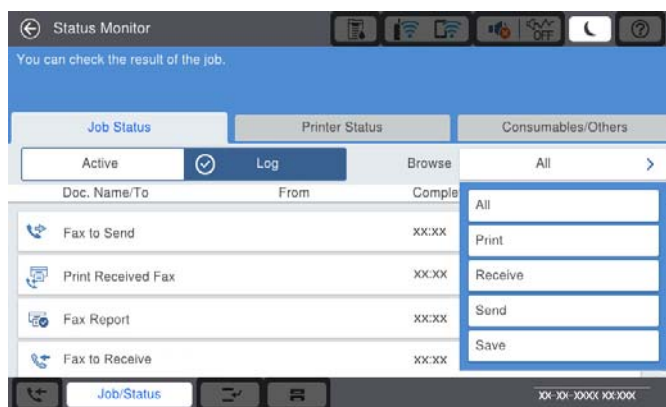 Status Monitor
OFF
You can check the result of the job.
Job Status Printer Status Consumables/Others
Active Log Browse All
Doc. Name/To From Comple
All
Fax to Send XX:XX
Print
Print Received Fax XX:XX
Receive
Fax Report XX:XX
Send
Fax to Receive XX:XX
Save
Job/Status XX-XX-XXXX XX:XXX